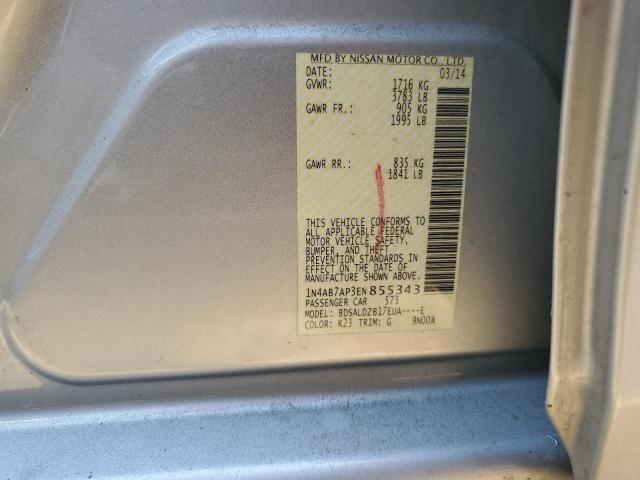 MFD BY NISSAN MOTOR CO., LTD.
DATE: 03/14
GVWR: 1716 KG
3783 LB
GAWR FR.: 905 KG
1995 LB
GAWR RR.: 835 KG
1841 LB
THIS VEHICLE CONFORMS TO
ALL APPLICABLE FEDERAL
MOTOR VEHICLE SAFETY,
BUMPER, AND THEFT
PREVENTION STANDARDS IN
EFFECT ON THE DATE OF
MANUFACTURE SHOWN ABOVE.
1N4AB7AP3EN855343
PASSENGER CAR 573
MODEL: BDSALDZB17EUA----E
COLOR: K23 TRIM: G 9N00A